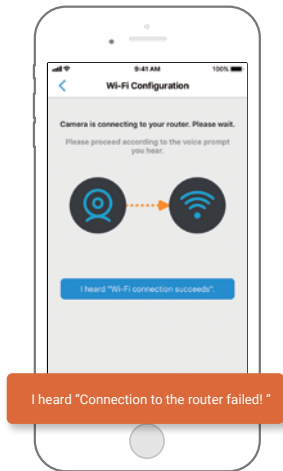 9:41 AM
100%
Wi-Fi Configuration
Camera is connecting to your router. Please wait.
Please proceed according to the voice prompt
you hear.
I heard "Wi-Fi connection succeeds".
I heard “Connection to the router failed! ”